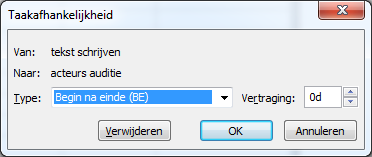 Taakafhankelijkheid
Van: tekst schrijven
Naar: acteurs auditie
Type: Begin na einde (BE) Vertraging: 0d
Verwijderen OK Annuleren